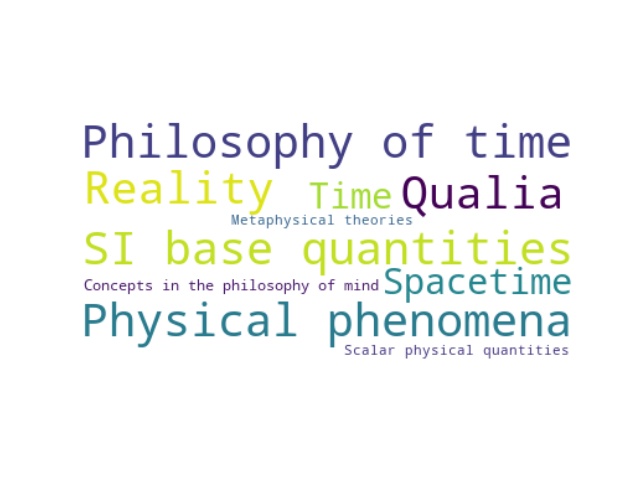 Philosophy of time
Reality Time Qualia
Metaphysical theories
SI base quantities
Concepts in the philosophy of mind Spacetime
Physical phenomena
Scalar physical quantities